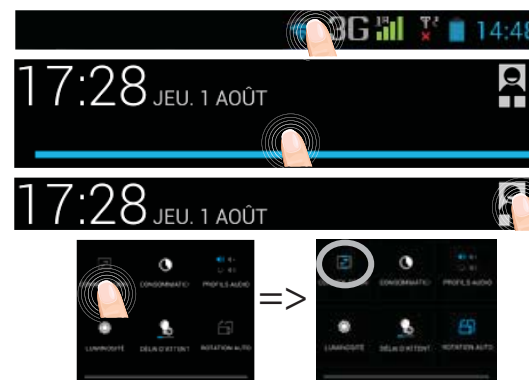 3G 1R 14:48
17:28 JEU. 1 AOÛT
17:28 JEU. 1 AOÛT
CONSOMMATIO PROFILS AUDIO
=>
CONSOMMATIO PROFILS AUDIO
LUMINOSITÉ DÉLAI D'ATTENT ROTATION AUTO
LUMINOSITÉ DÉLAI D'ATTENT ROTATION AUTO